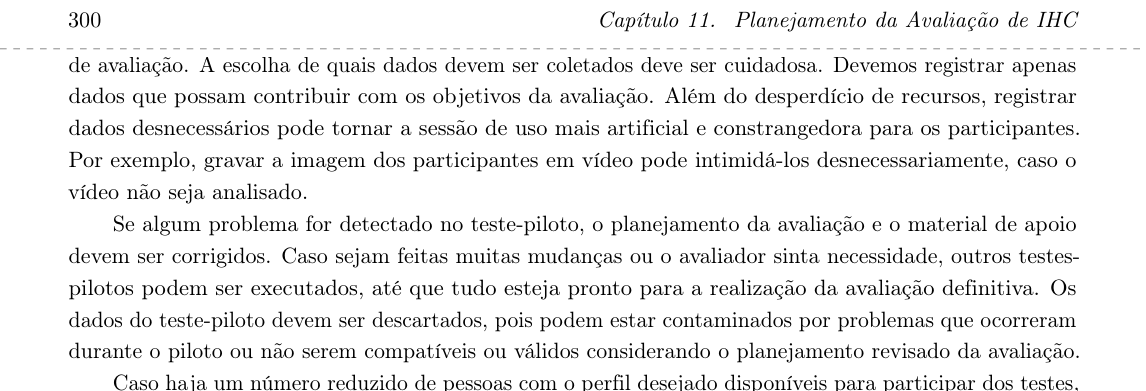 300 Capítulo 11. Planejamento da Avaliação de IHC
de avaliação. A escolha de quais dados devem ser coletados deve ser cuidadosa. Devemos registrar apenas
dados que possam contribuir com os objetivos da avaliação. Além do desperdício de recursos, registrar
dados desnecessários pode tornar a sessão de uso mais artificial e constrangedora para os participantes.
Por exemplo, gravar a imagem dos participantes em vídeo pode intimidá-los desnecessariamente, caso o
vídeo não seja analisado.
Se algum problema for detectado no teste-piloto, o planejamento da avaliação e o material de apoio
devem ser corrigidos. Caso sejam feitas muitas mudanças ou o avaliador sinta necessidade, outros testes-
pilotos podem ser executados, até que tudo esteja pronto para a realização da avaliação definitiva. Os
dados do teste-piloto devem ser descartados, pois podem estar contaminados por problemas que ocorreram
durante o piloto ou não serem compatíveis ou válidos considerando o planejamento revisado da avaliação.
Caso haja um número reduzido de pessoas com o perfil desejado disponíveis para participar dos testes,